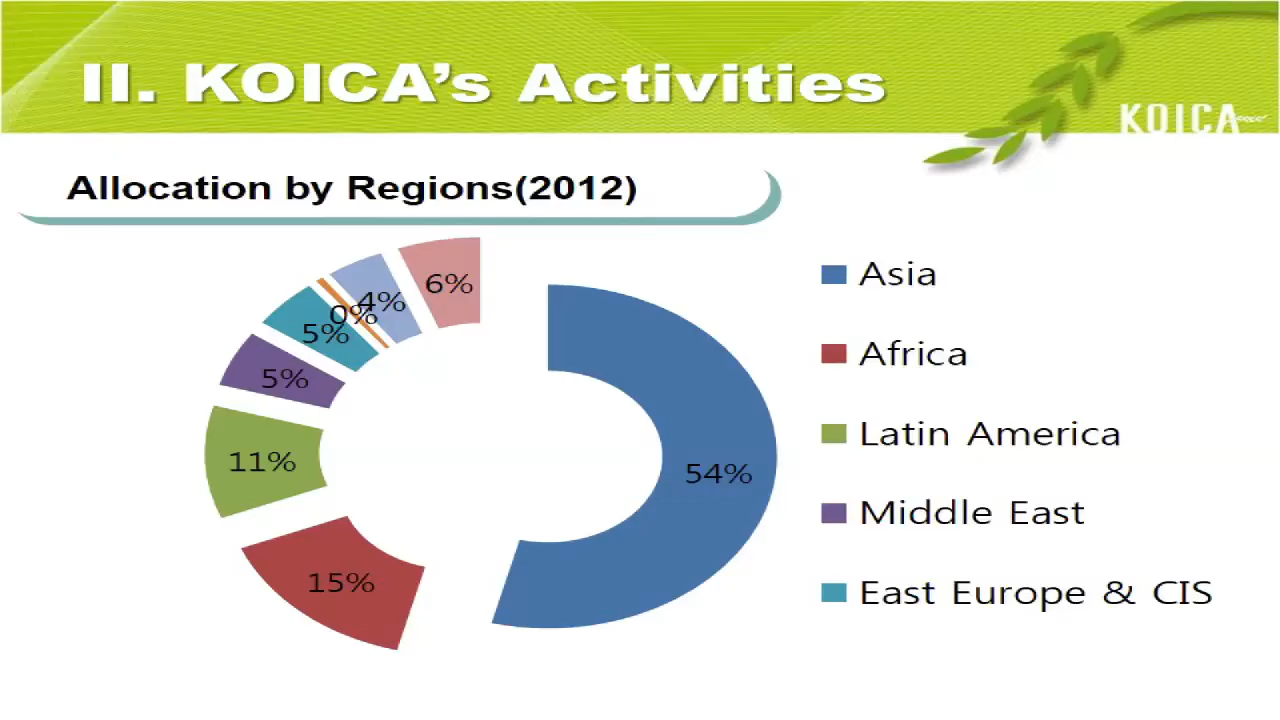 II. KOICA’s Activities
KOICA
Allocation by Regions(2012)
6%
4%
0%
5%
5%
11%
15%
54%
Asia
Africa
Latin America
Middle East
East Europe & CIS